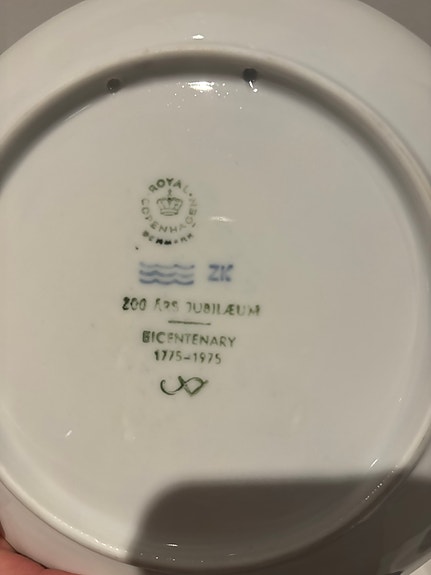 ROYAL COPENHAGEN
DENMARK
ZK
200 ÅRS JUBILÆUM
BICENTENARY
1775-1975